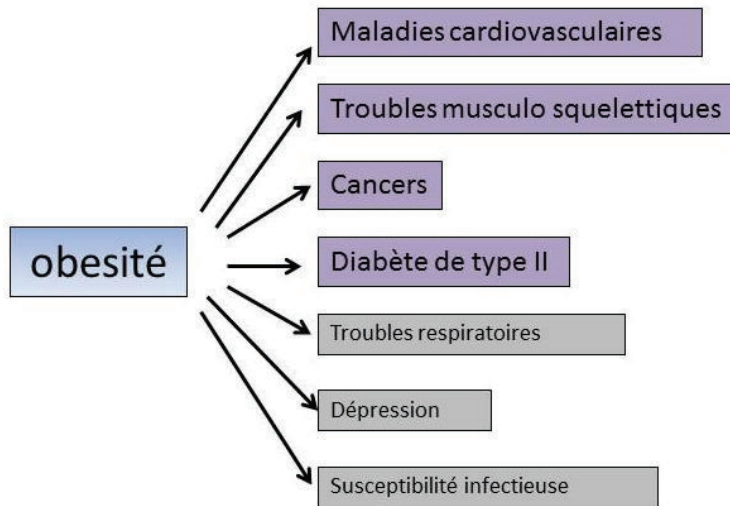 Maladies cardiovasculaires
Troubles musculo squelettiques
Cancers
obesité
Diabète de type II
Troubles respiratoires
Dépression
Susceptibilité infectieuse